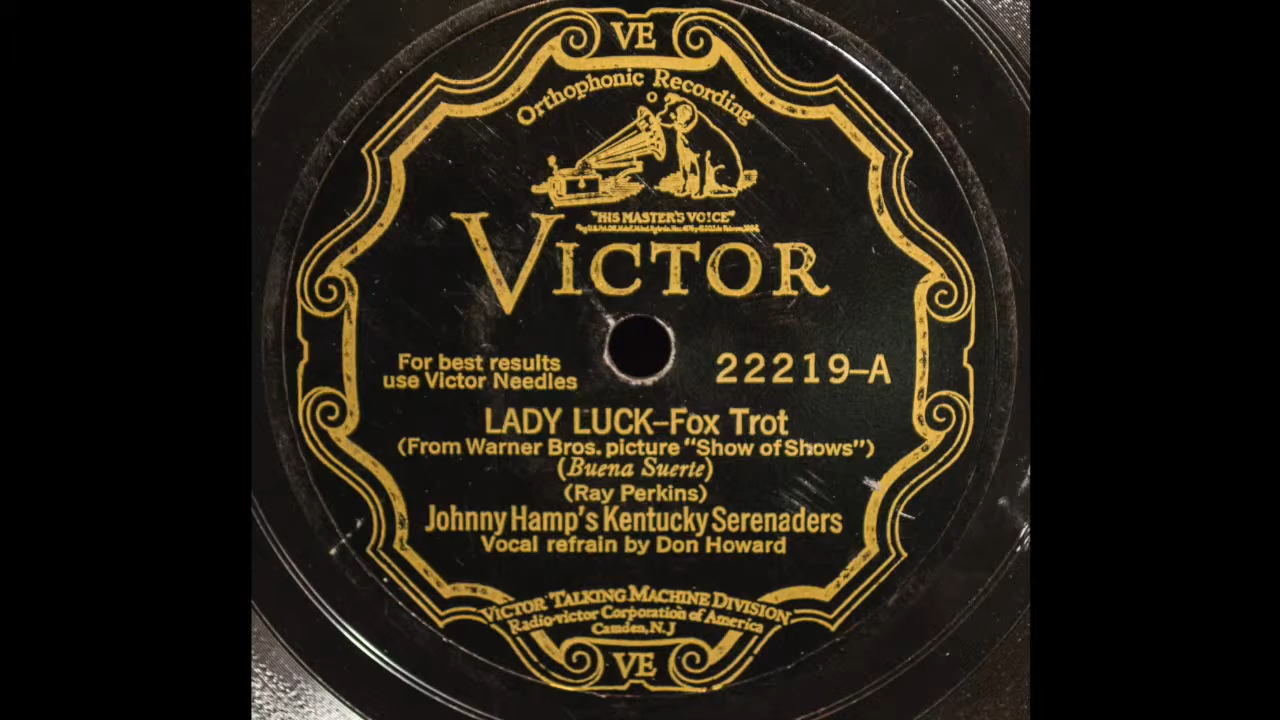 VE
Orthophonic Recording
"HIS MASTER'S VOICE"
VICTOR
For best results
use Victor Needles
22219-A
LADY LUCK-Fox Trot
(From Warner Bros. picture "Show of Shows")
(Buena Suerte)
(Ray Perkins)
Johnny Hamp's Kentucky Serenaders
Vocal refrain by Don Howard
VICTOR TALKING MACHINE DIVISION
Radio-victor Corporation of America
Camden, N.J
VE